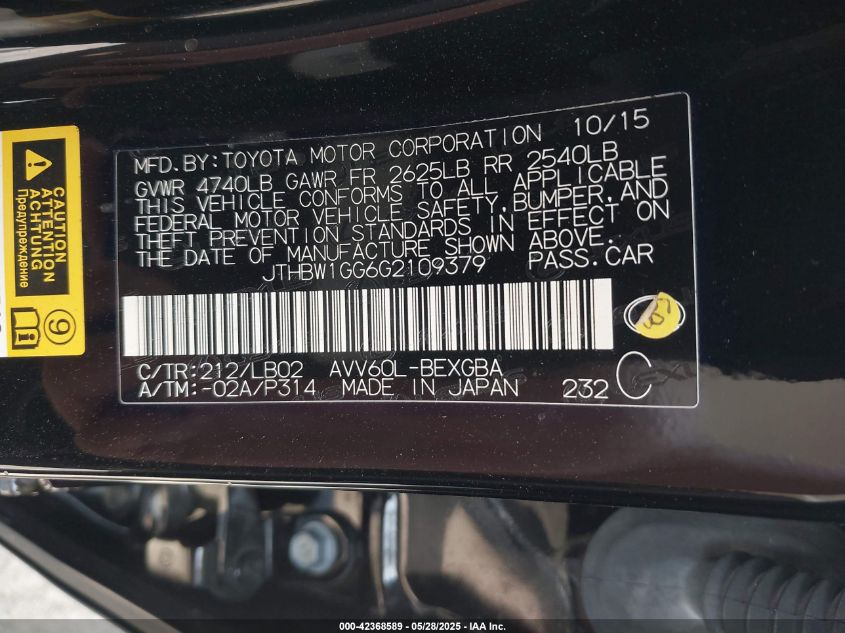 CAUTION
ATTENTION
ACHTUNG
Предупреждение
9
MFD.BY:TOYOTA MOTOR CORPORATION 10/15
GVWR 4740LB GAWR FR 2625LB RR 2540LB
THIS VEHICLE CONFORMS TO ALL APPLICABLE
FEDERAL MOTOR VEHICLE SAFETY,BUMPER,AND
THEFT PREVENTION STANDARDS IN EFFECT ON
THE DATE OF MANUFACTURE SHOWN ABOVE.
JTHBW1GG6G2109379 PASS.CAR
C/TR:212/LB02 AVV60L-BEXGBA
A/TM:-02A/P314 MADE IN JAPAN 232 C
000-42368589 - 05/28/2025 - IAA Inc.